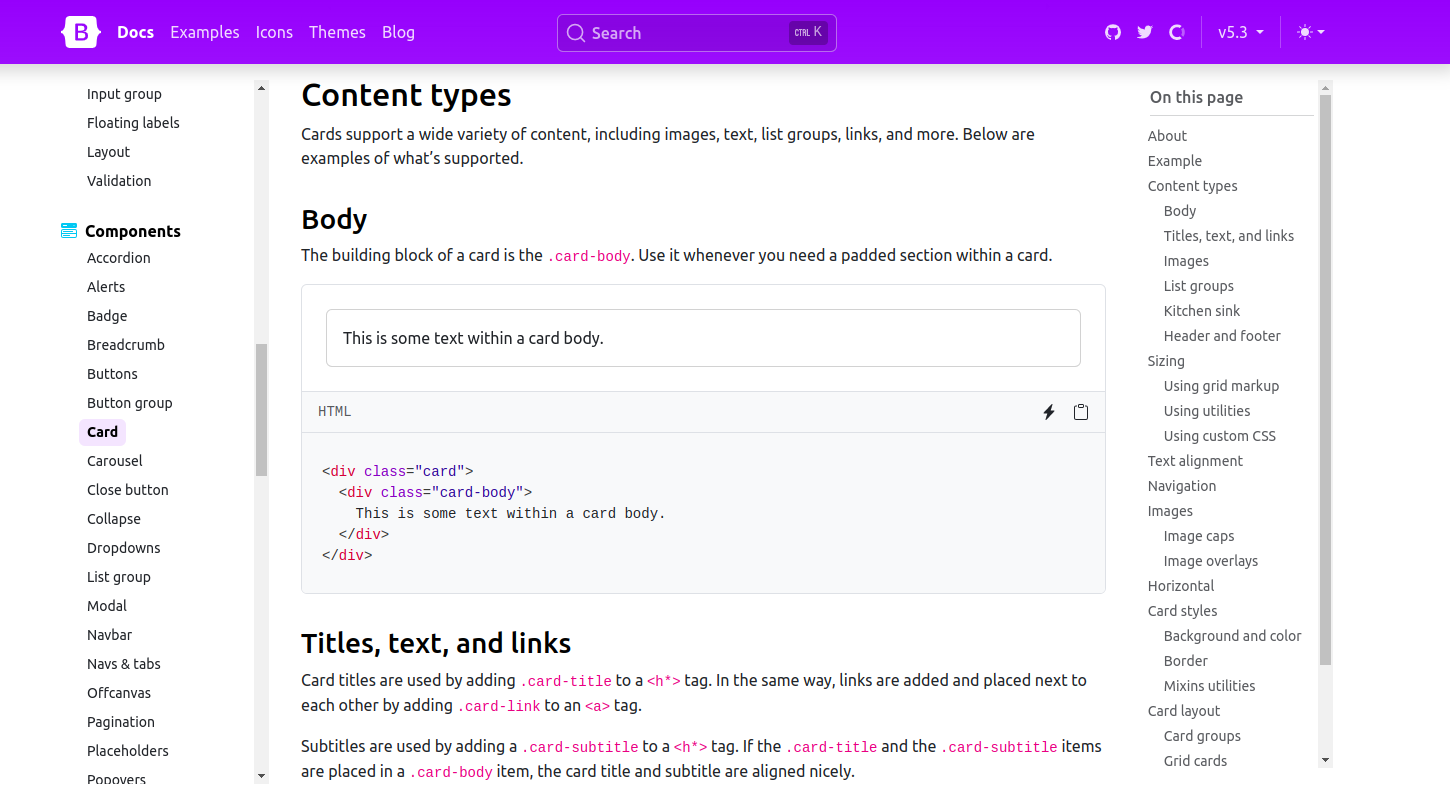 B Docs Examples Icons Themes Blog Search CTRL K v5.3
Input group
Floating labels
Layout
Validation
Components
Accordion
Alerts
Badge
Breadcrumb
Buttons
Button group
Card
Carousel
Close button
Collapse
Dropdowns
List group
Modal
Navbar
Navs & tabs
Offcanvas
Pagination
Placeholders
Popovers
Content types
Cards support a wide variety of content, including images, text, list groups, links, and more. Below are
examples of what’s supported.
Body
The building block of a card is the .card-body. Use it whenever you need a padded section within a card.
This is some text within a card body.
HTML
<div class="card">
  <div class="card-body">
    This is some text within a card body.
  </div>
</div>
Titles, text, and links
Card titles are used by adding .card-title to a <h*> tag. In the same way, links are added and placed next to
each other by adding .card-link to an <a> tag.
Subtitles are used by adding a .card-subtitle to a <h*> tag. If the .card-title and the .card-subtitle items
are placed in a .card-body item, the card title and subtitle are aligned nicely.
On this page
About
Example
Content types
Body
Titles, text, and links
Images
List groups
Kitchen sink
Header and footer
Sizing
Using grid markup
Using utilities
Using custom CSS
Text alignment
Navigation
Images
Image caps
Image overlays
Horizontal
Card styles
Background and color
Border
Mixins utilities
Card layout
Card groups
Grid cards